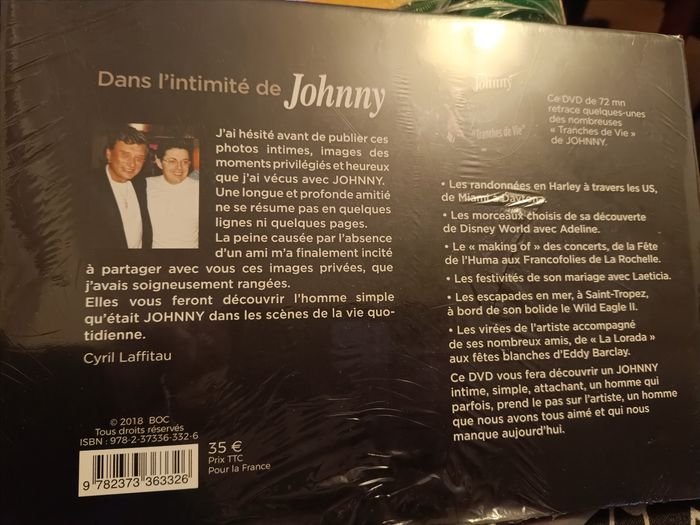 Dans l'intimité de Johnny
J'ai hésité avant de publier ces
photos intimes, images des
moments privilégiés et heureux
que j'ai vécus avec JOHNNY.
Une longue et profonde amitié
ne se résume pas en quelques
lignes ni quelques pages.
La peine causée par l'absence
d'un ami m'a finalement incité
à partager avec vous ces images privées, que
j'avais soigneusement rangées.
Elles vous feront découvrir l'homme simple
qu'était JOHNNY dans les scènes de la vie quo-
tidienne.
Cyril Laffitau
© 2018 BOC
Tous droits réservés
ISBN : 978-2-37336-332-6
9 782373 363326
35 €
Prix TTC
Pour la France
Johnny
"Tranches de Vie"
Ce DVD de 72 mn
retrace quelques-unes
des nombreuses
« Tranches de Vie »
de JOHNNY.
• Les randonnées en Harley à travers les US,
de Miami à Daytona.
• Les morceaux choisis de sa découverte
de Disney World avec Adeline.
• Le « making of » des concerts, de la Fête
de l'Huma aux Francofolies de La Rochelle.
• Les festivités de son mariage avec Laeticia.
• Les escapades en mer, à Saint-Tropez,
à bord de son bolide le Wild Eagle II.
• Les virées de l'artiste accompagné
de ses nombreux amis, de « La Lorada »
aux fêtes blanches d'Eddy Barclay.
Ce DVD vous fera découvrir un JOHNNY
intime, simple, attachant, un homme qui
parfois, prend le pas sur l'artiste, un homme
que nous avons tous aimé et qui nous
manque aujourd'hui.